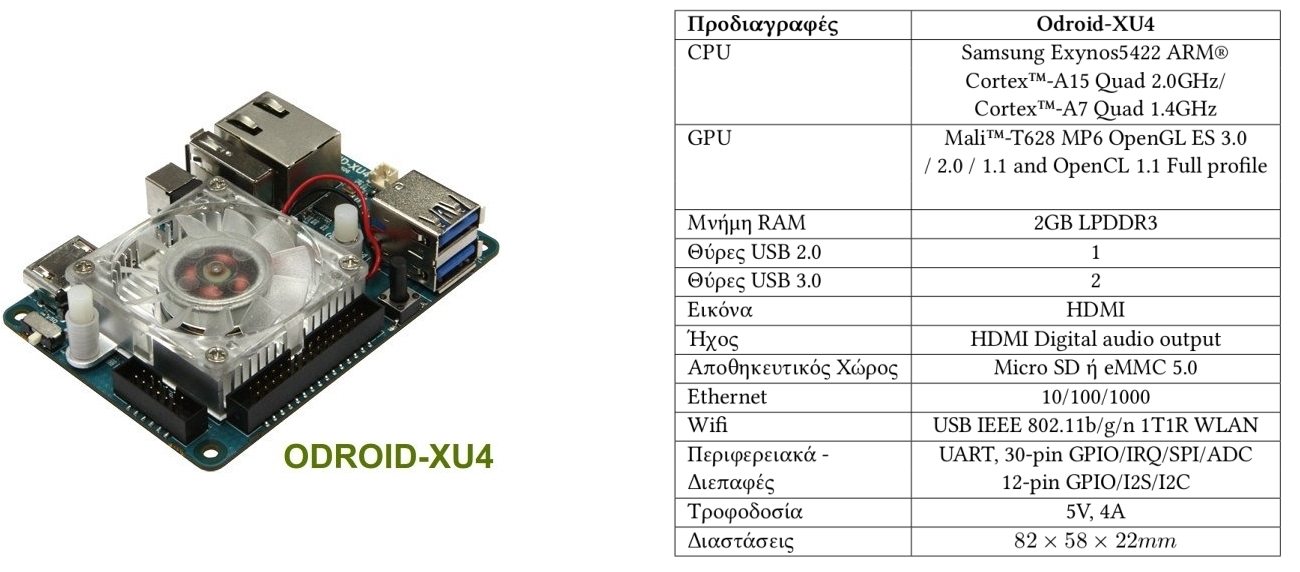 ID-XU4
ODROID-XU4
Προδιαγραφές Odroid-XU4
CPU Samsung Exynos5422 ARM®
Cortex™-A15 Quad 2.0GHz/
Cortex™-A7 Quad 1.4GHz
GPU Mali™-T628 MP6 OpenGL ES 3.0
/ 2.0 / 1.1 and OpenCL 1.1 Full profile
Μνήμη RAM 2GB LPDDR3
Θύρες USB 2.0 1
Θύρες USB 3.0 2
Εικόνα HDMI
Ήχος HDMI Digital audio output
Αποθηκευτικός Χώρος Micro SD ή eMMC 5.0
Ethernet 10/100/1000
Wifi USB IEEE 802.11b/g/n 1T1R WLAN
Περιφερειακά - UART, 30-pin GPIO/IRQ/SPI/ADC
Διεπαφές 12-pin GPIO/I2S/I2C
Τροφοδοσία 5V, 4A
Διαστάσεις 82 × 58 × 22mm